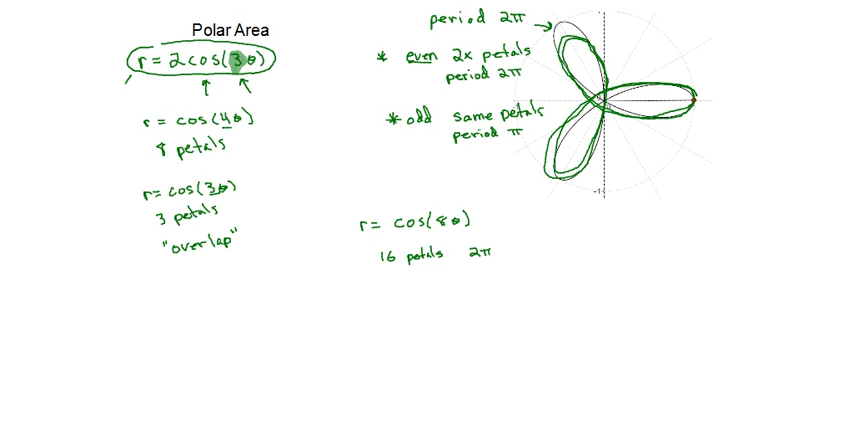 Polar Area
r = 2cos(3θ)
r = cos(4θ)
8 petals
r = cos(3θ)
3 petals
"overlap"
period 2π
* even 2x petals
period 2π
* odd same petals
period π
r = cos(8θ)
16 petals 2π
-1